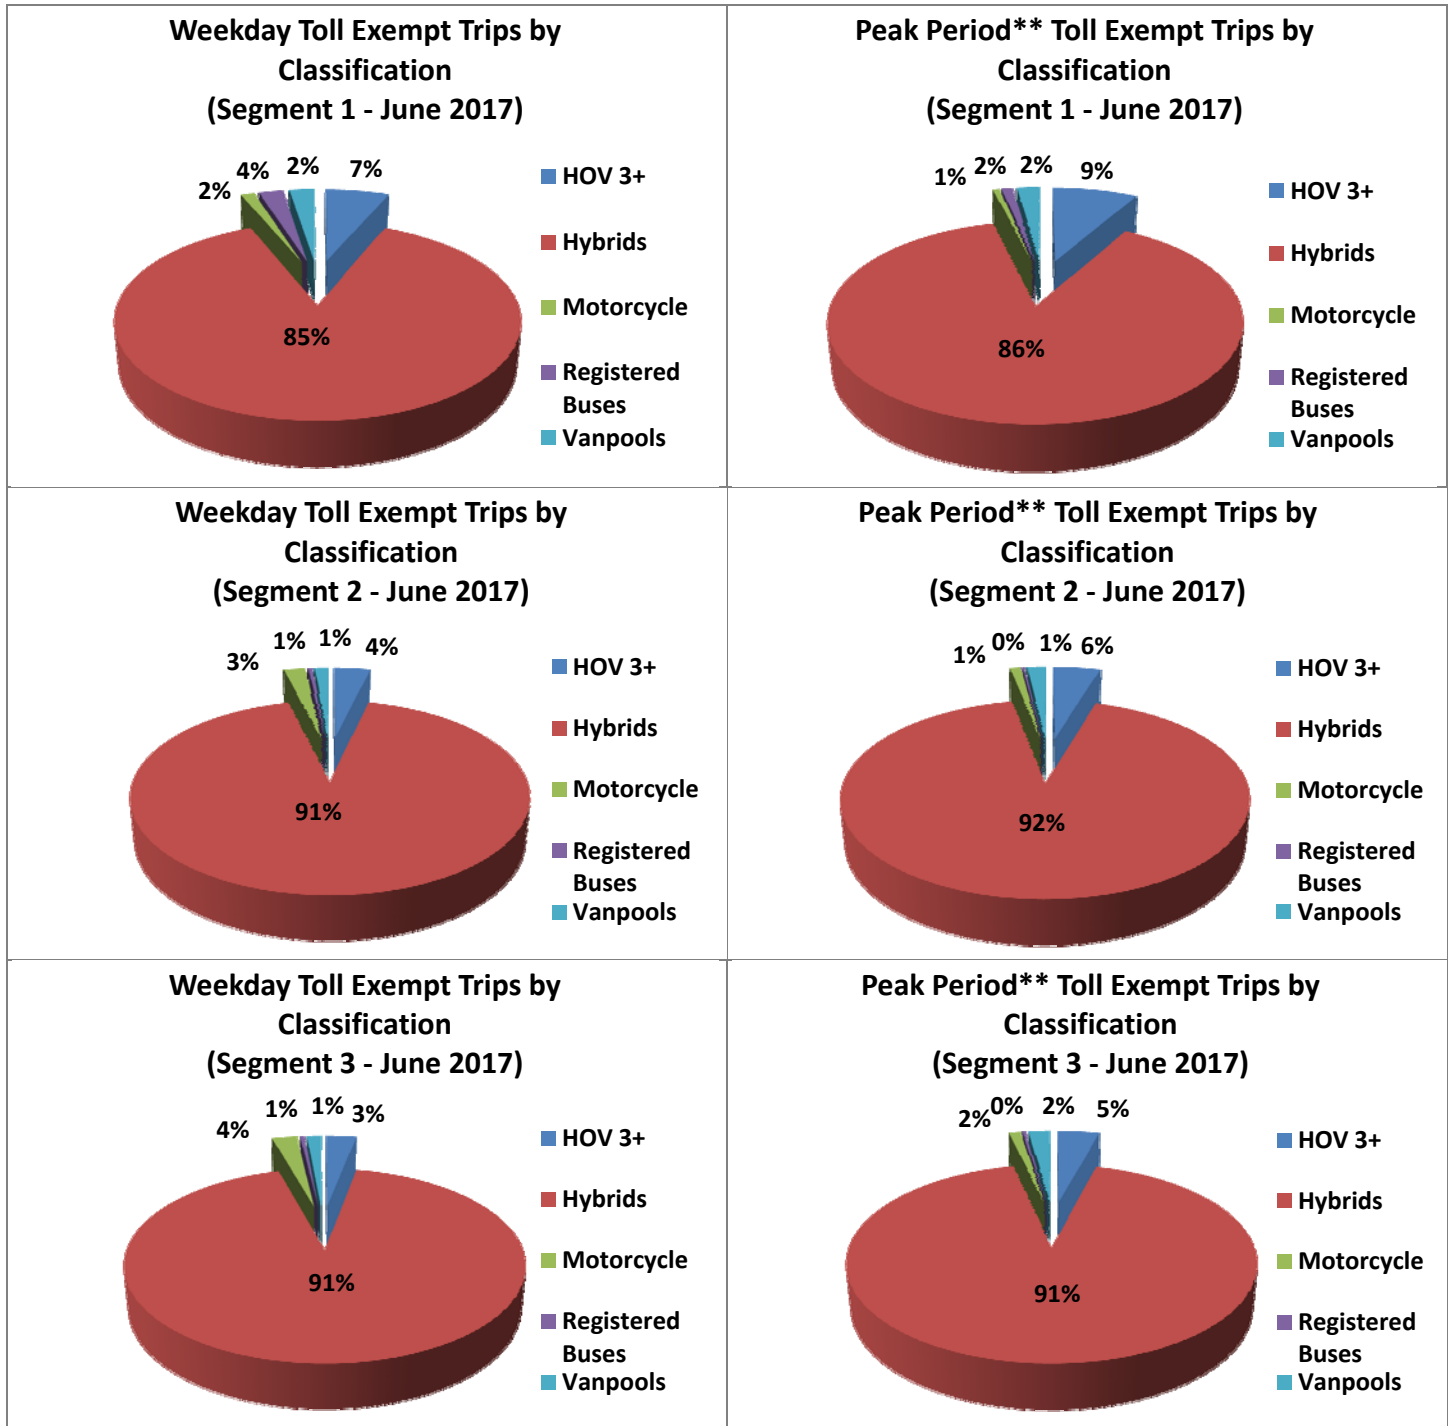 Weekday Toll Exempt Trips by
Classification
(Segment 1 - June 2017)
2%
4%
2%
7%
85%
HOV 3+
Hybrids
Motorcycle
Registered
Buses
Vanpools
Peak Period** Toll Exempt Trips by
Classification
(Segment 1 - June 2017)
1%
2%
2%
9%
86%
HOV 3+
Hybrids
Motorcycle
Registered
Buses
Vanpools
Weekday Toll Exempt Trips by
Classification
(Segment 2 - June 2017)
3%
1%
1%
4%
91%
HOV 3+
Hybrids
Motorcycle
Registered
Buses
Vanpools
Peak Period** Toll Exempt Trips by
Classification
(Segment 2 - June 2017)
1%
0%
1%
6%
92%
HOV 3+
Hybrids
Motorcycle
Registered
Buses
Vanpools
Weekday Toll Exempt Trips by
Classification
(Segment 3 - June 2017)
4%
1%
1%
3%
91%
HOV 3+
Hybrids
Motorcycle
Registered
Buses
Vanpools
Peak Period** Toll Exempt Trips by
Classification
(Segment 3 - June 2017)
2%
0%
2%
5%
91%
HOV 3+
Hybrids
Motorcycle
Registered
Buses
Vanpools